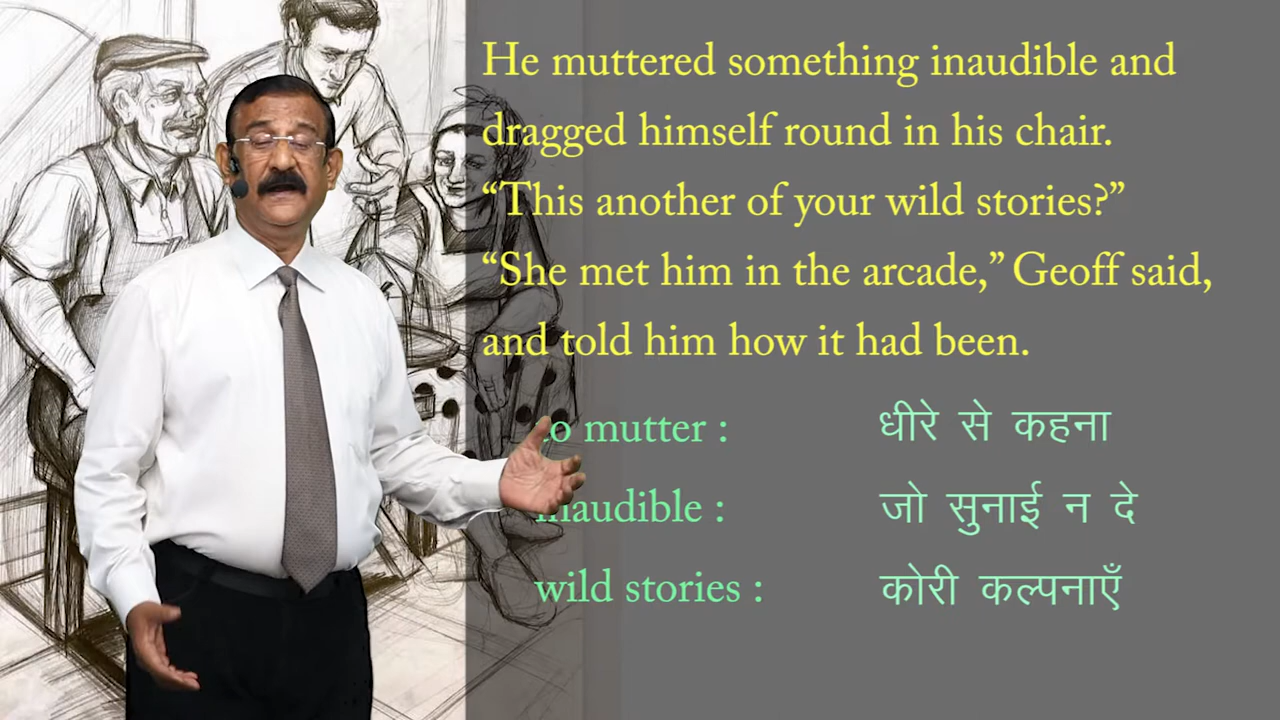 He muttered something inaudible and
dragged himself round in his chair.
“This another of your wild stories?”
“She met him in the arcade,” Geoff said,
and told him how it had been.
to mutter : धीरे से कहना
inaudible : जो सुनाई न दे
wild stories : कोरी कल्पनाएँ